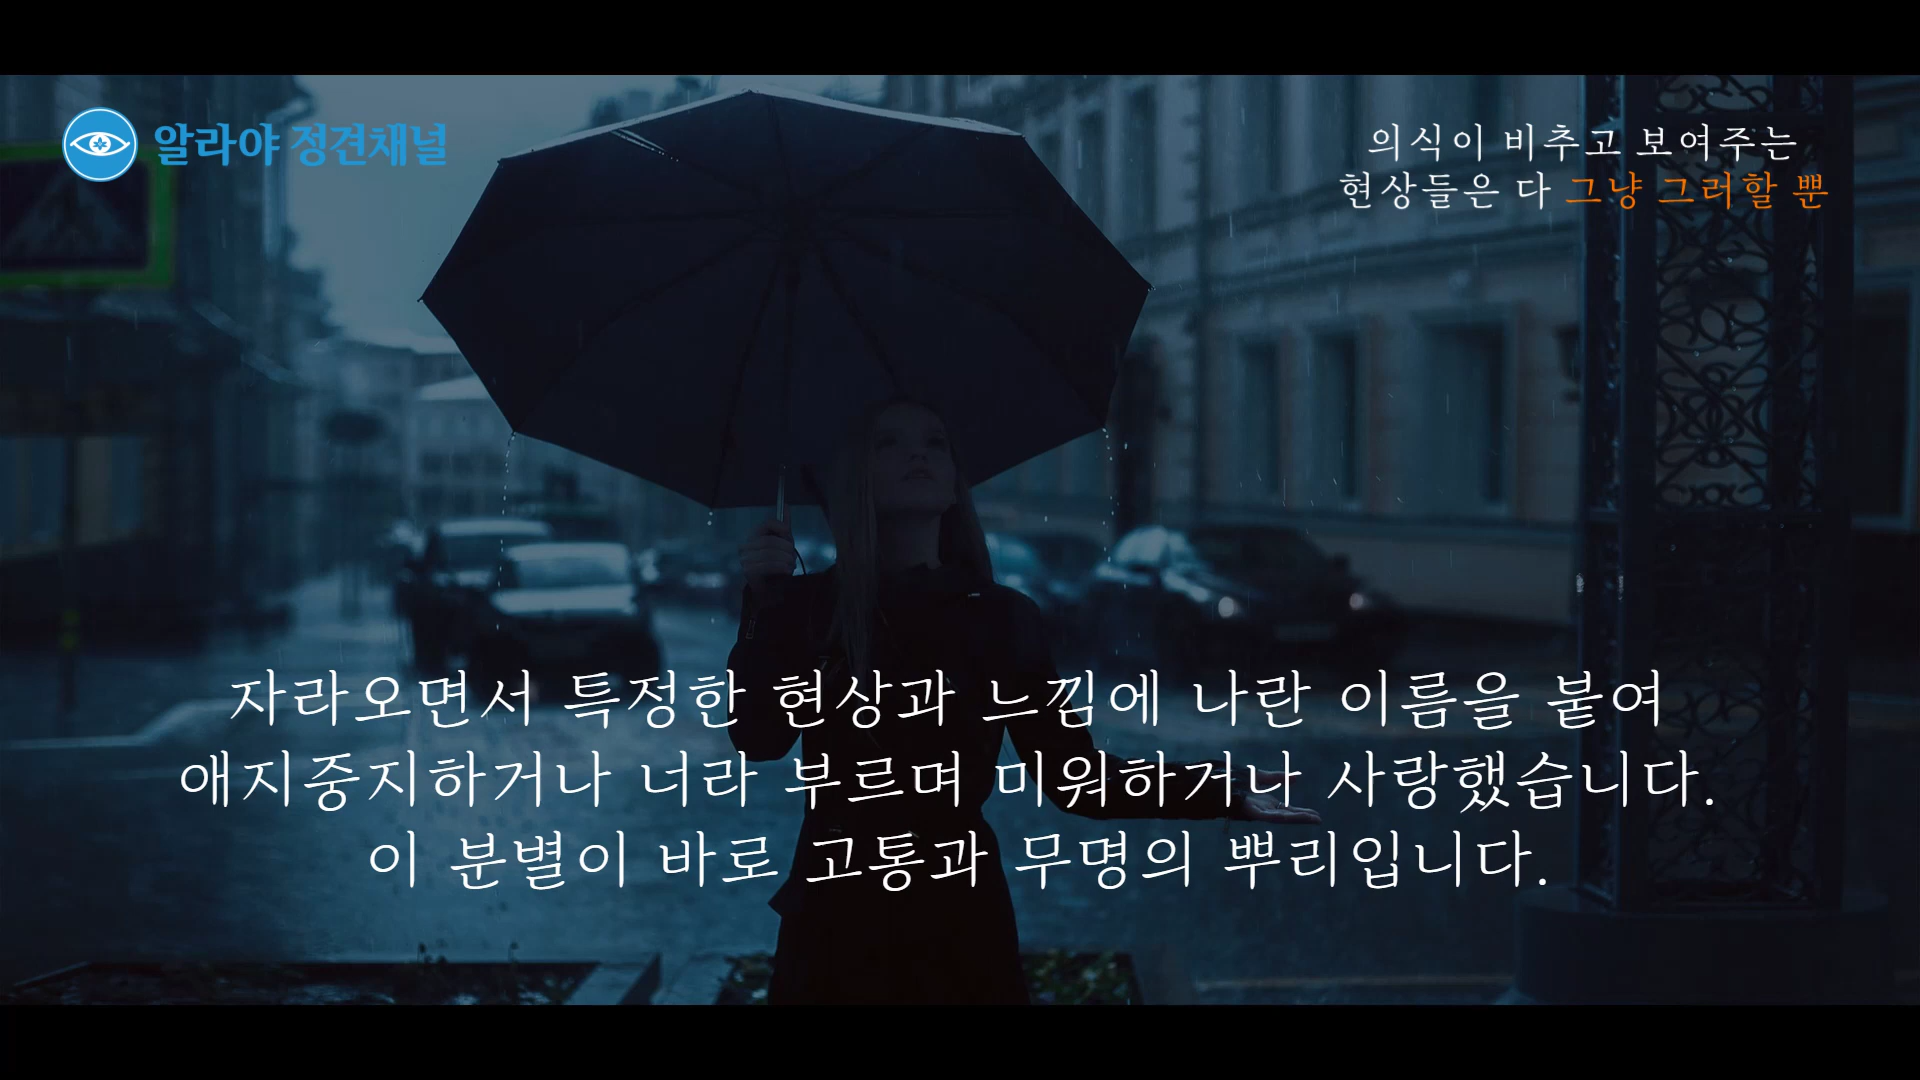 알라야 정견채널
의식이 비추고 보여주는
현상들은 다 그냥 그러할 뿐
자라오면서 특정한 현상과 느낌에 나란 이름을 붙여
애지중지하거나 너라 부르며 미워하거나 사랑했습니다.
이 분별이 바로 고통과 무명의 뿌리입니다.